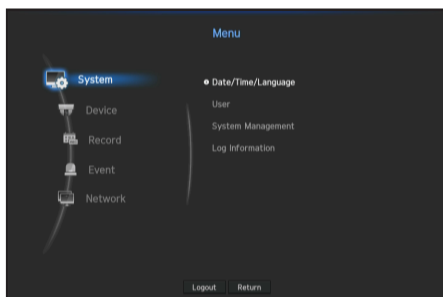 Menu
System
Device
Record
Event
Network
Date/Time/Language
User
System Management
Log Information
Logout
Return